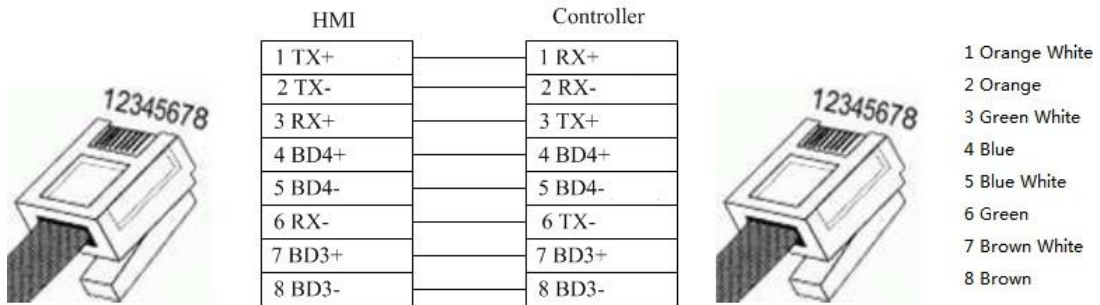 HMI
Controller
1 TX+
1 RX+
2 TX-
2 RX-
3 RX+
3 TX+
4 BD4+
4 BD4+
5 BD4-
5 BD4-
6 RX-
6 TX-
7 BD3+
7 BD3+
8 BD3-
8 BD3-
12345678
12345678
1 Orange White
2 Orange
3 Green White
4 Blue
5 Blue White
6 Green
7 Brown White
8 Brown